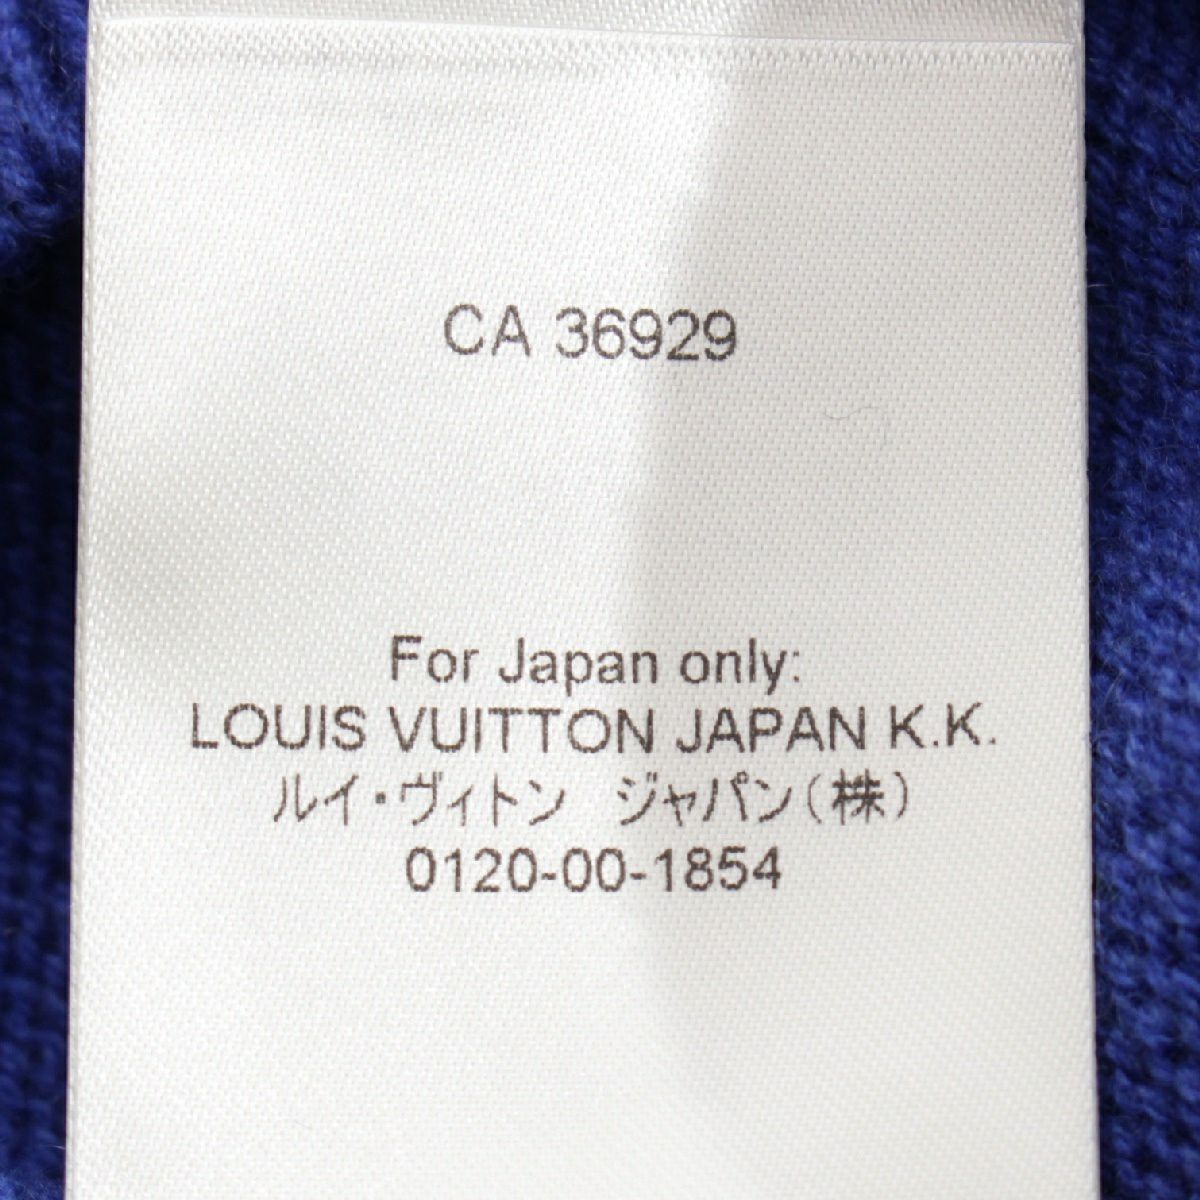 CA 36929
For Japan only:
LOUIS VUITTON JAPAN K.K.
ルイ・ヴィトン　ジャパン(株)
0120-00-1854